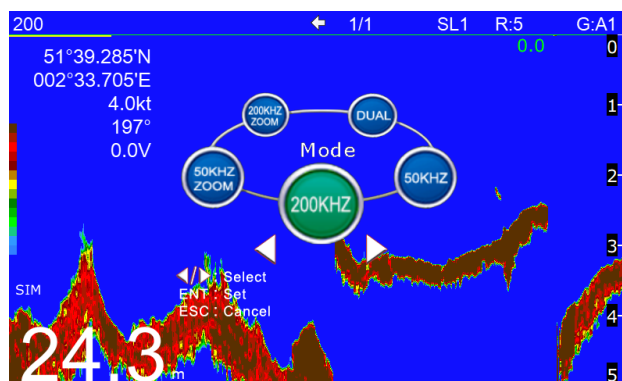 200 1/1 SL1 R:5 G:A1
0.0
0
51°39.285'N
002°33.705'E
4.0kt
197°
0.0V
1
2
3
4
5
200KHZ
ZOOM
DUAL
Mode
50KHZ
ZOOM
50KHZ
200KHZ
/ : Select
ENT : Set
ESC : Cancel
SIM
24.3 m